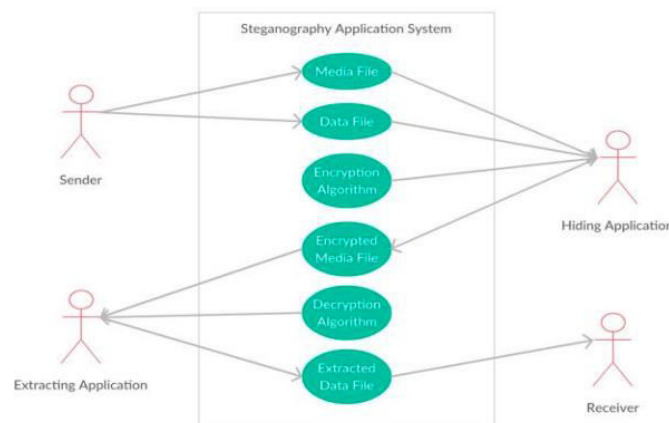 Steganography Application System
Media File
Data File
Sender
Encryption
Algorithm
Hiding Application
Encrypted
Media File
Decryption
Algorithm
Extracting Application
Extracted
Data File
Receiver